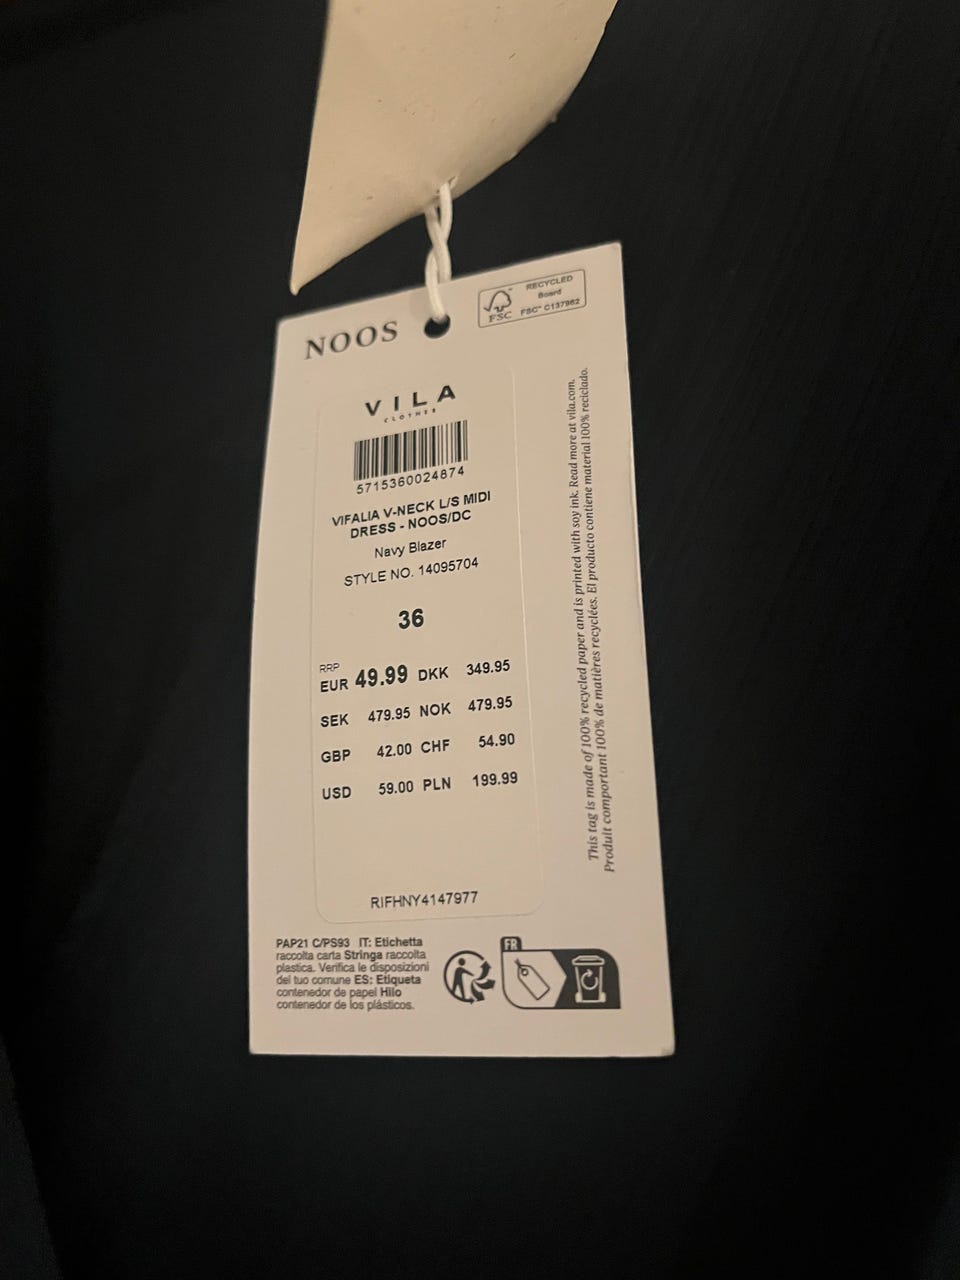 NOOS
FSC
RECYCLED
Board
FSC™ C137982
VILA
CLOTHES
5715360024874
VIFALIA V-NECK L/S MIDI
DRESS - NOOS/DC
Navy Blazer
STYLE NO. 14095704
36
RRP
EUR 49.99 DKK 349.95
SEK 479.95 NOK 479.95
GBP 42.00 CHF 54.90
USD 59.00 PLN 199.99
RIFHNY4147977
PAP21 C/PS93 IT: Etichetta
raccolta carta Stringa raccolta
plastica. Verifica le disposizioni
del tuo comune ES: Etiqueta
contenedor de papel Hilo
contenedor de los plásticos.
FR
This tag is made of 100% recycled paper and is printed with soy ink. Read more at vila.com.
Produit comportant 100% de matières recyclées. El producto contiene material 100% reciclado.